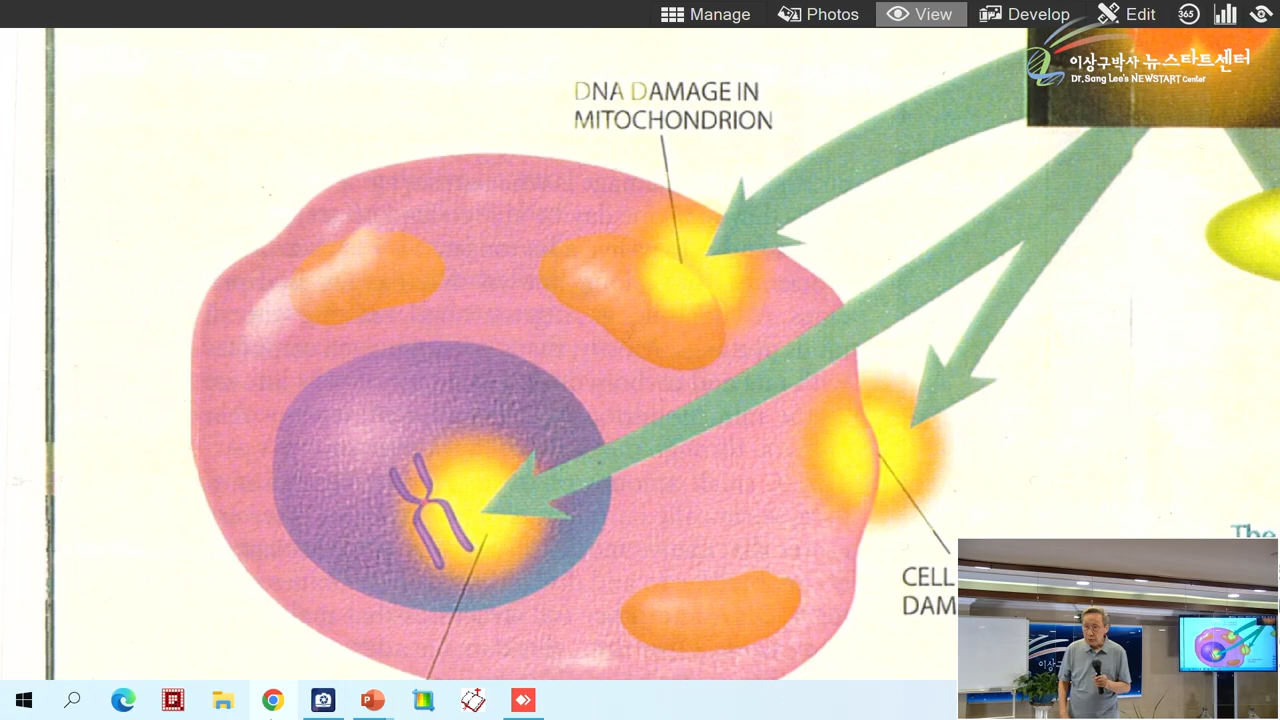 Manage
Photos
View
Develop
Edit
365
이상구박사 뉴스타트센터
Dr. Sang Lee's NEWSTART Center
DNA DAMAGE IN
MITOCHONDRION
The
CELL
DAM